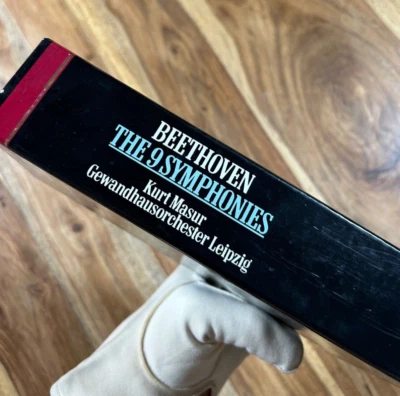 BEETHOVEN
THE 9 SYMPHONIES
Kurt Masur
Gewandhausorchester Leipzig